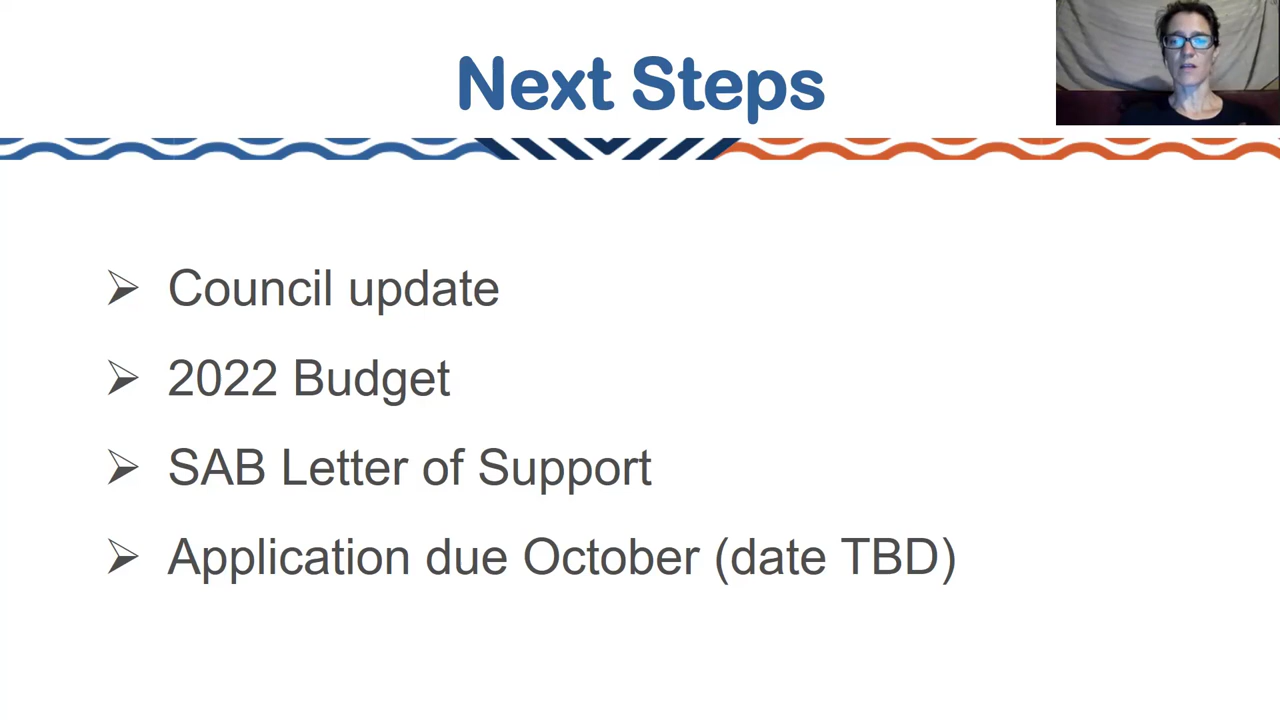 Next Steps
Council update
2022 Budget
SAB Letter of Support
Application due October (date TBD)